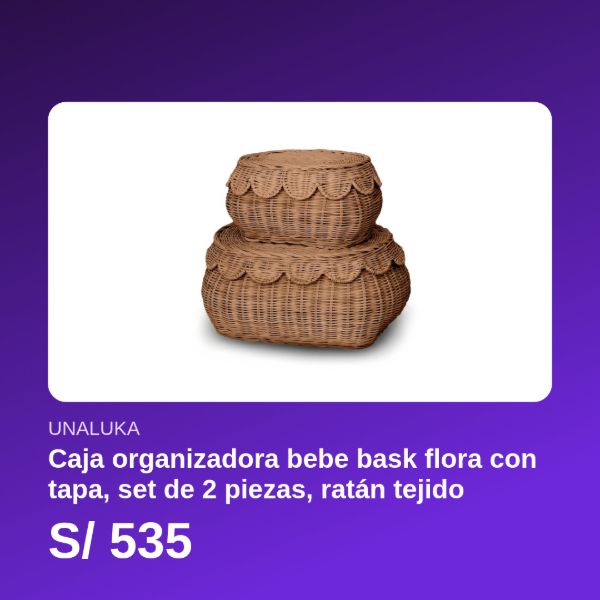 UNALUKA
Caja organizadora bebe bask flora con
tapa, set de 2 piezas, ratán tejido
S/ 535